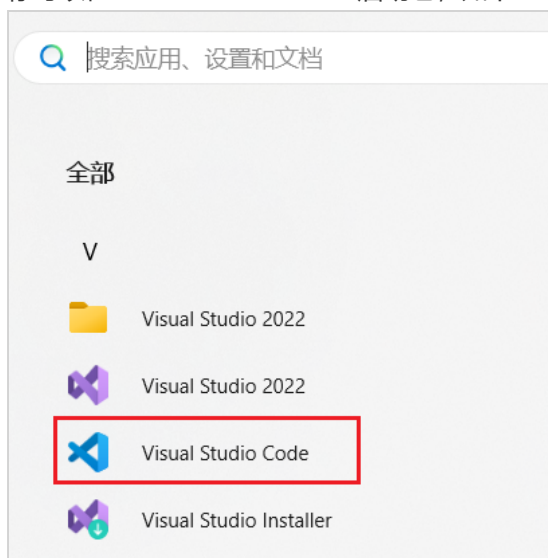 搜索应用、设置和文档
全部
V
Visual Studio 2022
Visual Studio 2022
Visual Studio Code
Visual Studio Installer